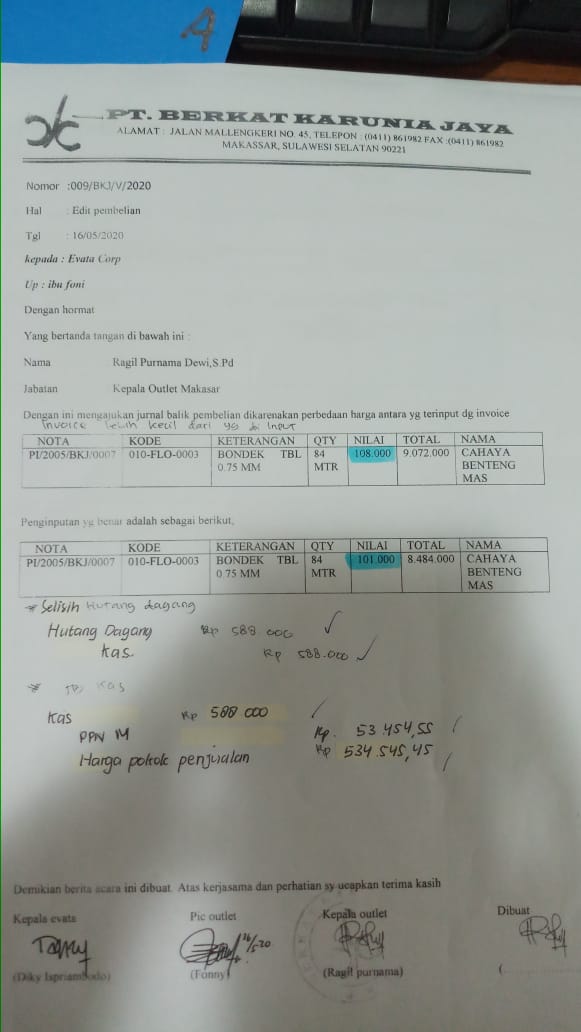 A
PT. BERKAT KARUNIA JAYA
ALAMAT : JALAN MALLENGKERI NO. 45, TELEPON : (0411) 861982 FAX :(0411) 861982
MAKASSAR, SULAWESI SELATAN 90221
Nomor :009/BKJ/V/2020
Hal : Edit pembelian
Tgl : 16/05/2020
kepada : Evata Corp
Up : ibu foni
Dengan hormat
Yang bertanda tangan di bawah ini :
Nama Ragil Purnama Dewi,S.Pd
Jabatan Kepala Outlet Makasar
Dengan ini mengajukan jurnal balik pembelian dikarenakan perbedaan harga antara yg terinput dg invoice
Invoice lebih kecil dari yg di input
NOTA KODE KETERANGAN QTY NILAI TOTAL NAMA
PI/2005/BKJ/0007 010-FLO-0003 BONDEK TBL 84 108.000 9.072.000 CAHAYA
0.75 MM MTR BENTENG
MAS
Penginputan yg benar adalah sebagai berikut,
NOTA KODE KETERANGAN QTY NILAI TOTAL NAMA
PI/2005/BKJ/0007 010-FLO-0003 BONDEK TBL 84 101.000 8.484.000 CAHAYA
0.75 MM MTR BENTENG
MAS
* Selisih Hutang dagang
Hutang Dagang Rp 588.000
kas Rp 588.000
* Kas
Kas Rp 588.000
PPN M Rp. 53.454,55
Harga pokok penjualan Rp 534.545,45
Demikian berita acara ini dibuat. Atas kerjasama dan perhatian sy ucapkan terima kasih
Kepala evata Pic outlet Kepala outlet Dibuat
(Diky Ispriambodo) (Fonny) (Ragil purnama) (